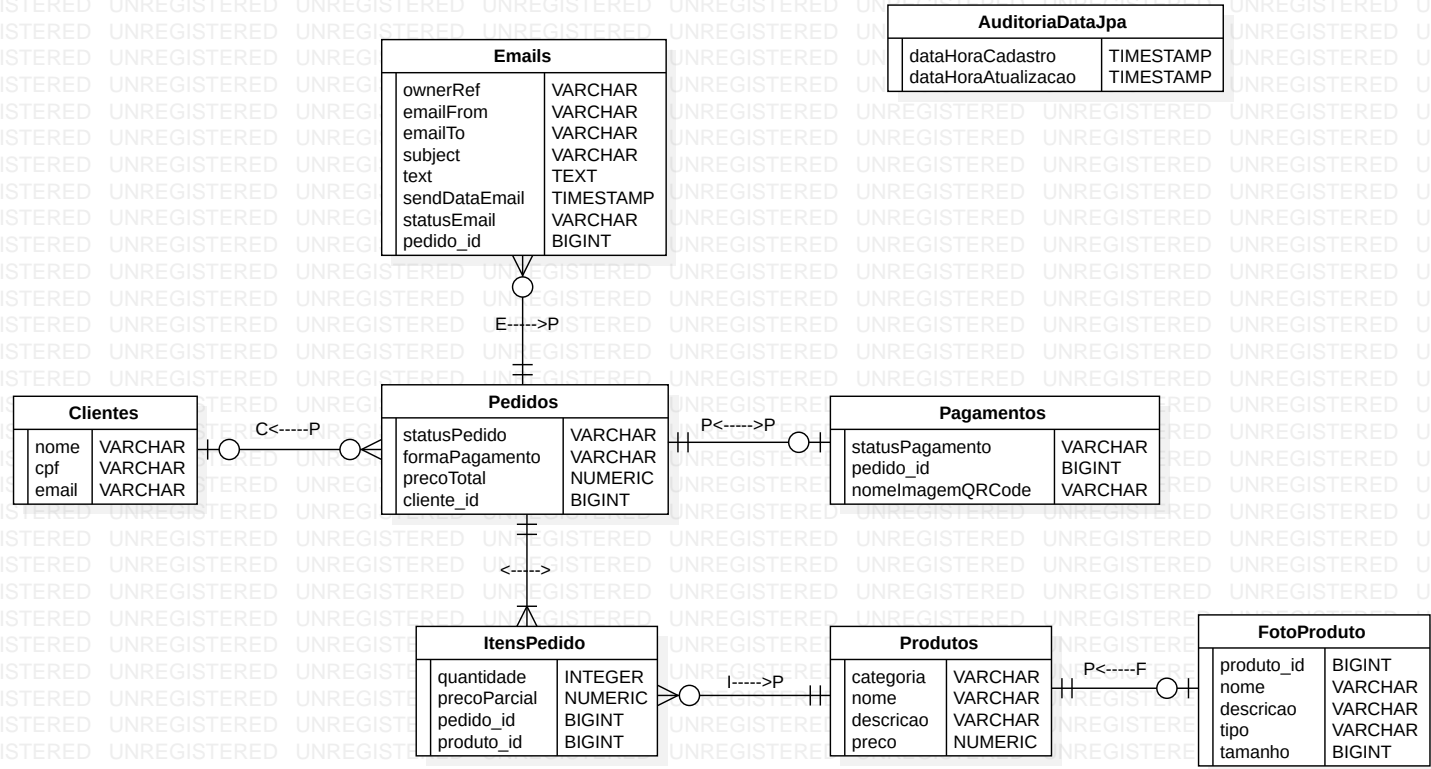 AuditoriaDataJpa
dataHoraCadastro TIMESTAMP
dataHoraAtualizacao TIMESTAMP
Emails
ownerRef VARCHAR
emailFrom VARCHAR
emailTo VARCHAR
subject VARCHAR
text TEXT
sendDataEmail TIMESTAMP
statusEmail VARCHAR
pedido_id BIGINT
E----->P
Clientes
nome VARCHAR
cpf VARCHAR
email VARCHAR
C<-----P
Pedidos
statusPedido VARCHAR
formaPagamento VARCHAR
precoTotal NUMERIC
cliente_id BIGINT
P<----->P
Pagamentos
statusPagamento VARCHAR
pedido_id BIGINT
nomeImagemQRCode VARCHAR
<----->
ItensPedido
quantidade INTEGER
precoParcial NUMERIC
pedido_id BIGINT
produto_id BIGINT
I----->P
Produtos
categoria VARCHAR
nome VARCHAR
descricao VARCHAR
preco NUMERIC
P<-----F
FotoProduto
produto_id BIGINT
nome VARCHAR
descricao VARCHAR
tipo VARCHAR
tamanho BIGINT
UNREGISTERED